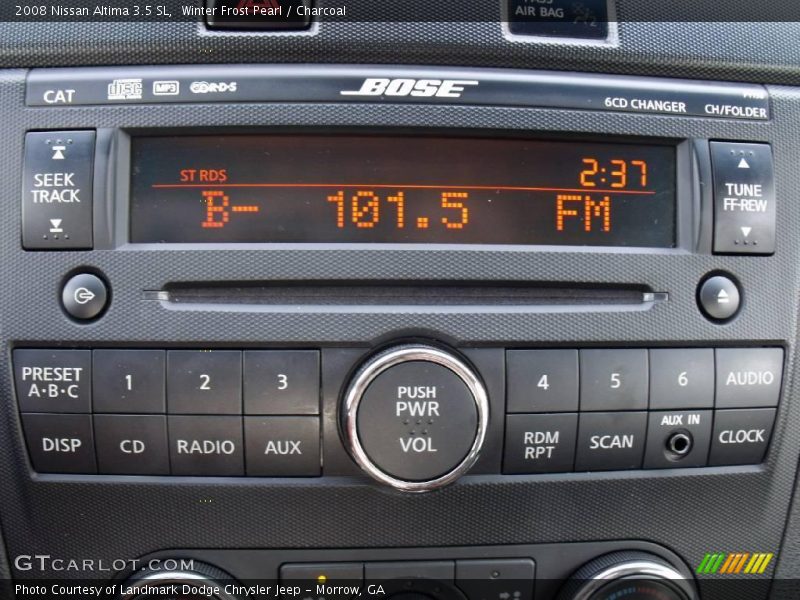 2008 Nissan Altima 3.5 SL, Winter Frost Pearl / Charcoal
AIR BAG
CAT
disc
MP3
R·D·S
BOSE
6CD CHANGER
CH/FOLDER
SEEK
TRACK
ST RDS
2:37
B- 101.5 FM
TUNE
FF·REW
PRESET
A·B·C
1
2
3
PUSH
PWR
VOL
4
5
6
AUDIO
DISP
CD
RADIO
AUX
RDM
RPT
SCAN
AUX IN
CLOCK
GTCARLOT.COM
Photo Courtesy of Landmark Dodge Chrysler Jeep - Morrow, GA